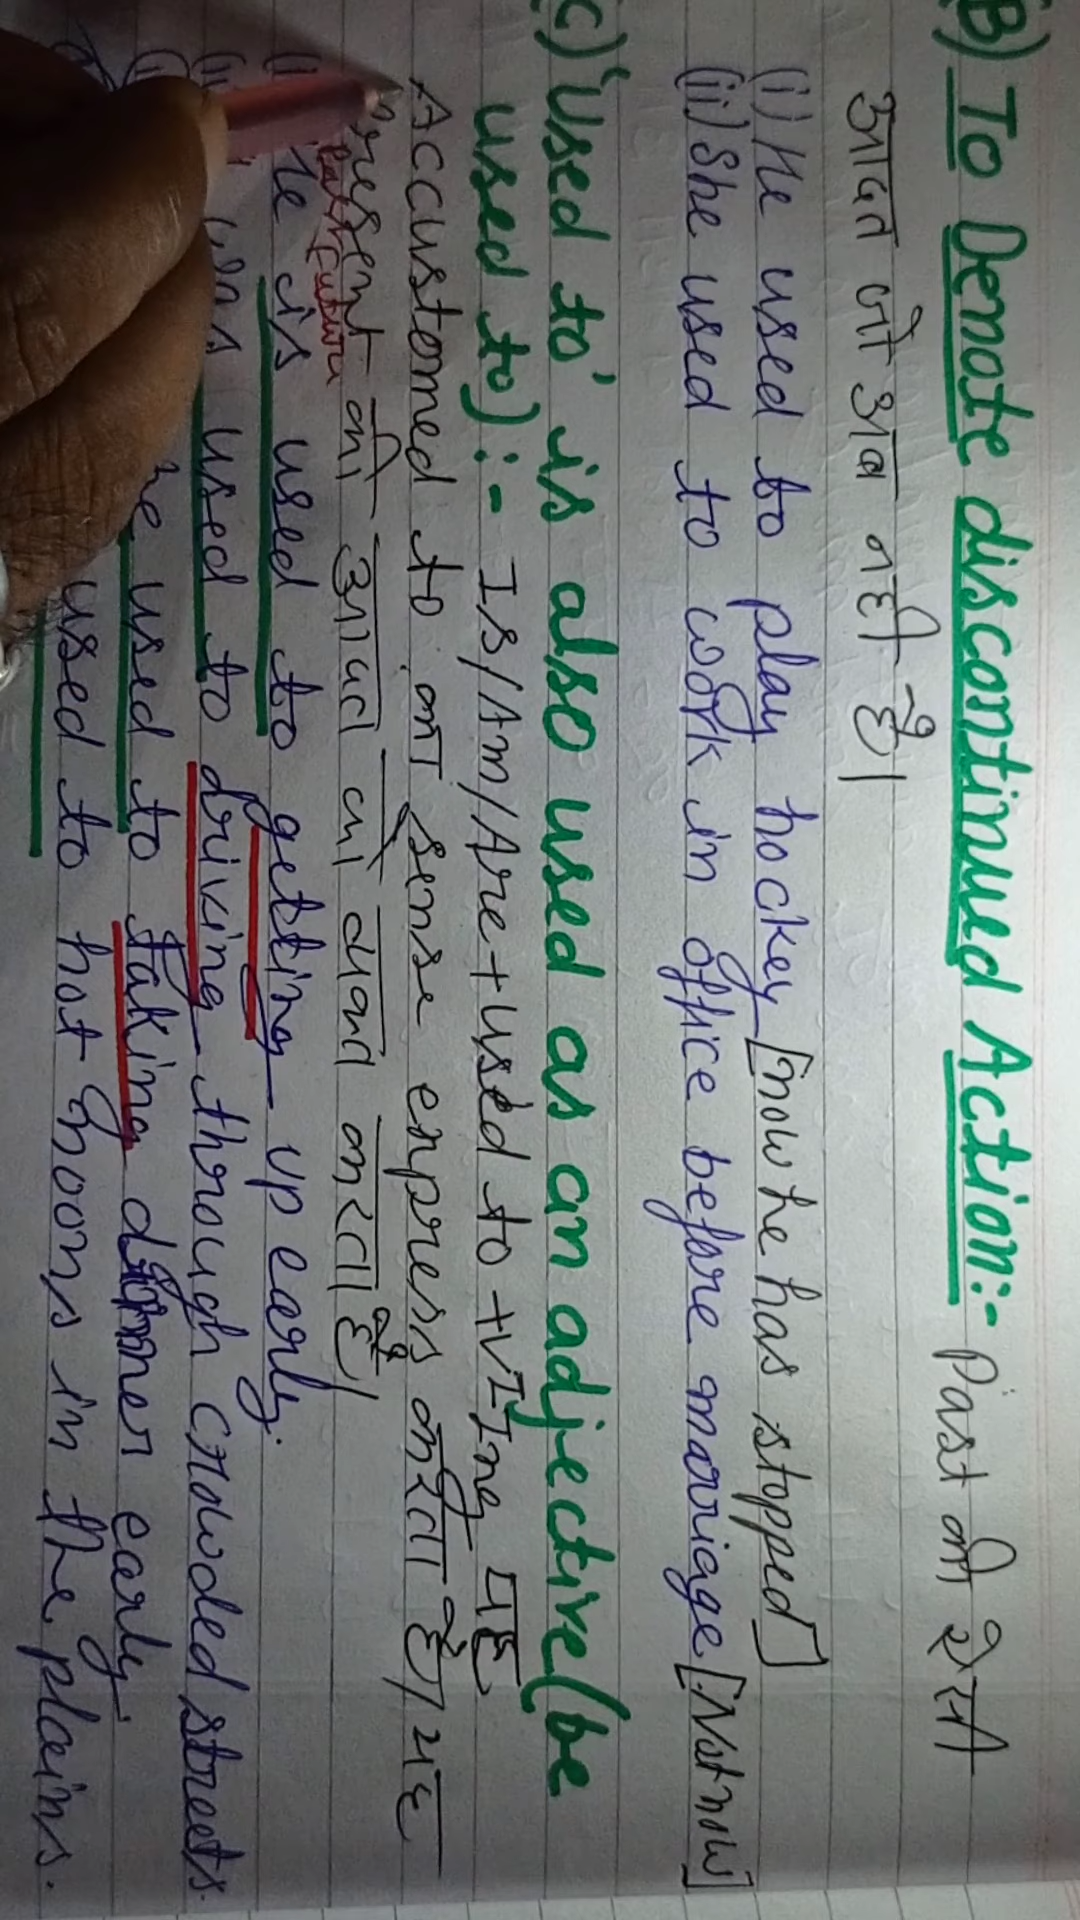 (B) To Denote discontinued Action:- Past की ऐसी
आदत जो अब नही है।
(i) He used to play hockey [now he has stopped]
(ii) She used to work in office before marriage [Not now]
(C) 'Used to' is also used as an adjective (be
used to):- Is/Am/Are + used to + VIIng यह
Accustomed to का sense enpress करता है। यह
Present की आदत को व्यक्त करता है।
Past Future
He is used to getting up early.
was used to driving through crowded streets.
used to taking dinner early.
used to hot noons in the plains.